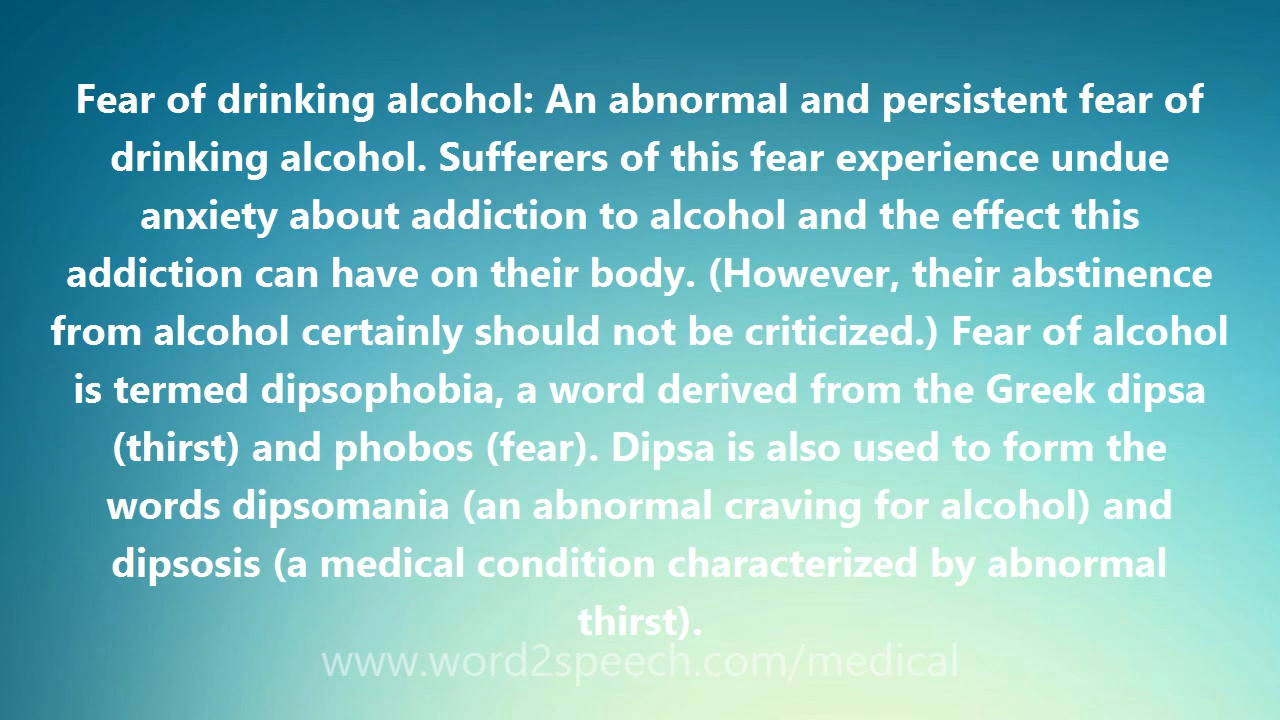 Fear of drinking alcohol: An abnormal and persistent fear of
drinking alcohol. Sufferers of this fear experience undue
anxiety about addiction to alcohol and the effect this
addiction can have on their body. (However, their abstinence
from alcohol certainly should not be criticized.) Fear of alcohol
is termed dipsophobia, a word derived from the Greek dipsa
(thirst) and phobos (fear). Dipsa is also used to form the
words dipsomania (an abnormal craving for alcohol) and
dipsosis (a medical condition characterized by abnormal
thirst).
www.word2speech.com/medical